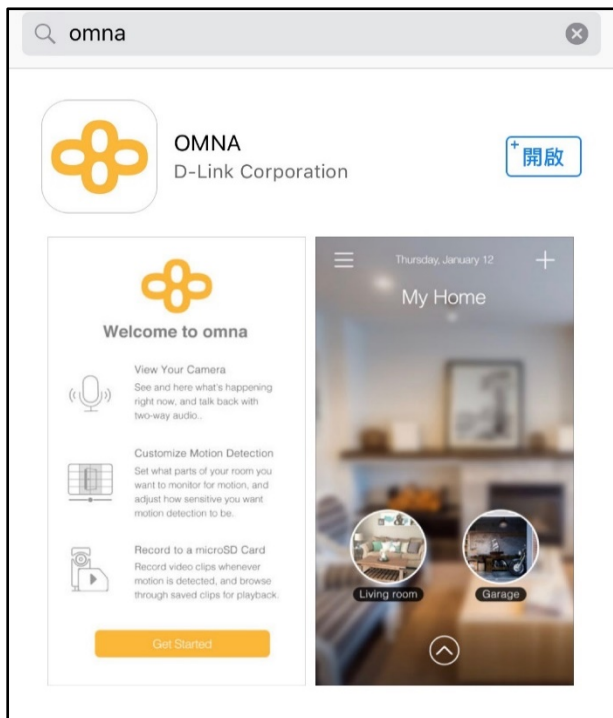 omna
OMNA
D-Link Corporation
+開啟
Welcome to omna
View Your Camera
See and here what's happening
right now, and talk back with
two-way audio..
Customize Motion Detection
Set what parts of your room you
want to monitor for motion, and
adjust how sensitive you want
motion detection to be..
Record to a microSD Card
Record video clips whenever
motion is detected, and browse
through saved clips for playback.
Get Started
Thursday, January 12
My Home
Living room
Garage